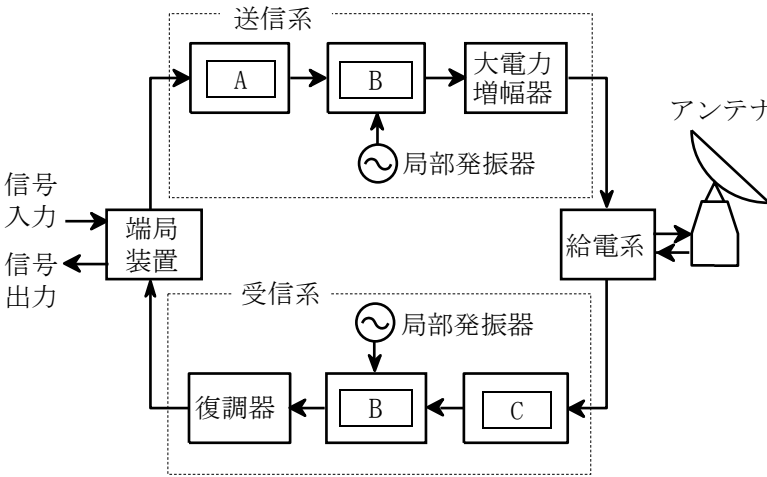 送信系
A
B
大電力
増幅器
アンテナ
局部発振器
信号
入力
端局
装置
給電系
信号
出力
受信系
局部発振器
復調器
B
C